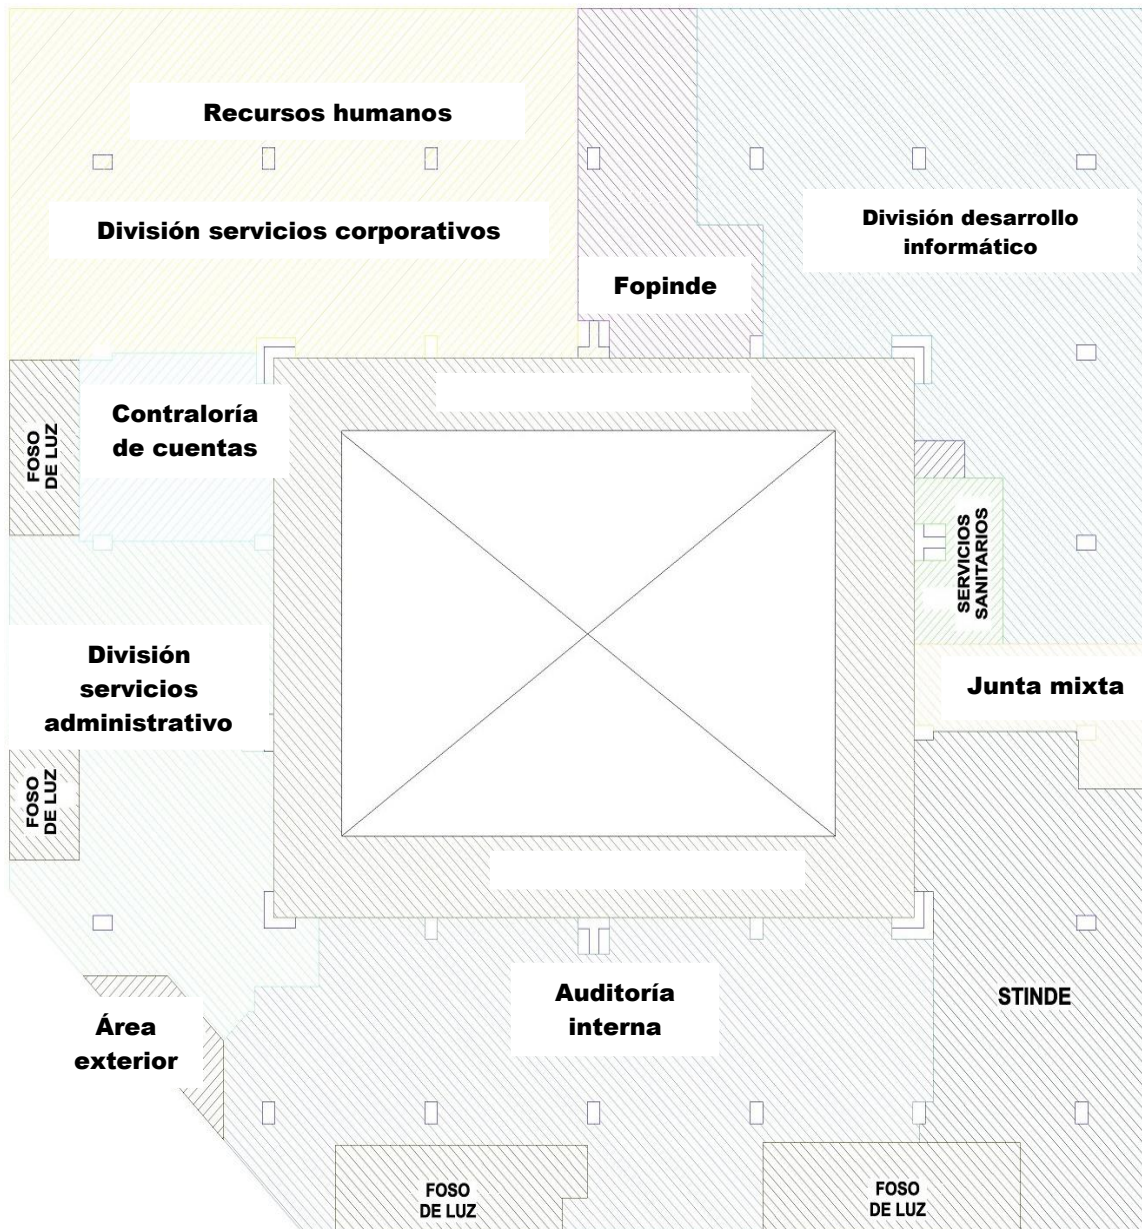 Recursos humanos
División servicios corporativos
División desarrollo
informático
Fopinde
Contraloría
de cuentas
FOSO
DE LUZ
SERVICIOS
SANITARIOS
División
servicios
administrativo
Junta mixta
FOSO
DE LUZ
Auditoría
interna
STINDE
Área
exterior
FOSO
DE LUZ
FOSO
DE LUZ